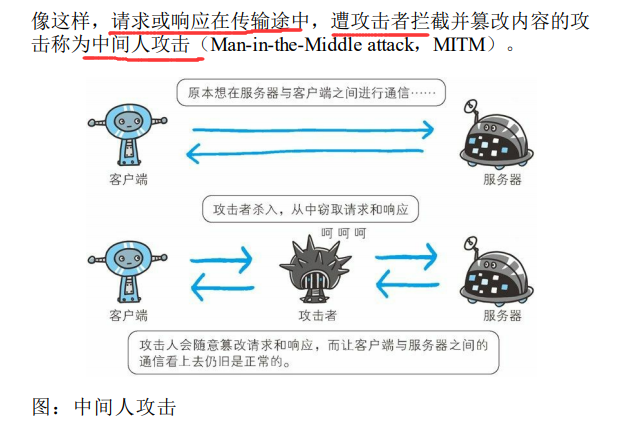 像这样，请求或响应在传输途中，遭攻击者拦截并篡改内容的攻
击称为中间人攻击（Man-in-the-Middle attack，MITM）。
原本想在服务器与客户端之间进行通信……
客户端
服务器
攻击者杀入，从中窃取请求和响应
呵 呵 呵
客户端
攻击者
服务器
攻击人会随意篡改请求和响应，而让客户端与服务器之间的
通信看上去仍旧是正常的。
图：中间人攻击